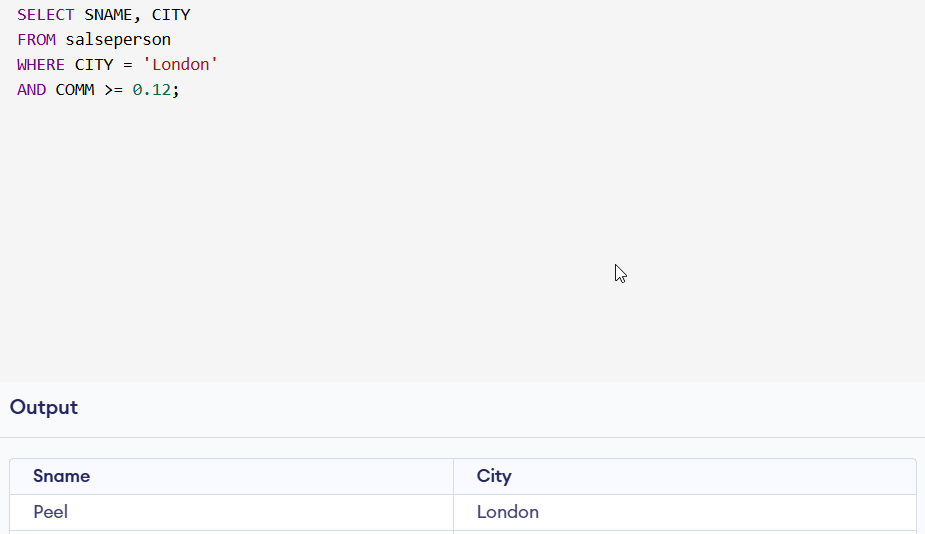 SELECT SNAME, CITY
FROM salseperson
WHERE CITY = 'London'
AND COMM >= 0.12;
Output
Sname City
Peel London